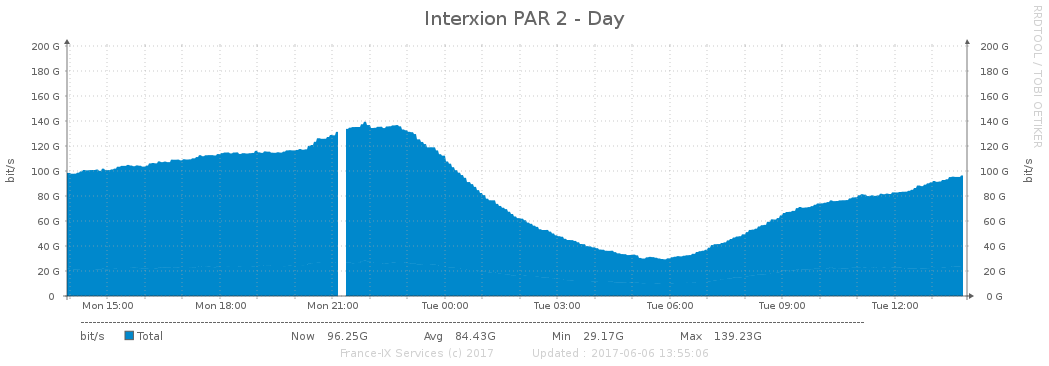 Interxion PAR 2 - Day
RRDTOOL / TOBI OETIKER
bit/s
200 G 200 G
180 G 180 G
160 G 160 G
140 G 140 G
120 G 120 G
100 G 100 G
80 G 80 G
60 G 60 G
40 G 40 G
20 G 20 G
0 0 G
bit/s
Mon 15:00 Mon 18:00 Mon 21:00 Tue 00:00 Tue 03:00 Tue 06:00 Tue 09:00 Tue 12:00
bit/s Total Now 96.25G Avg 84.43G Min 29.17G Max 139.23G
France-IX Services (c) 2017 Updated : 2017-06-06 13:55:06